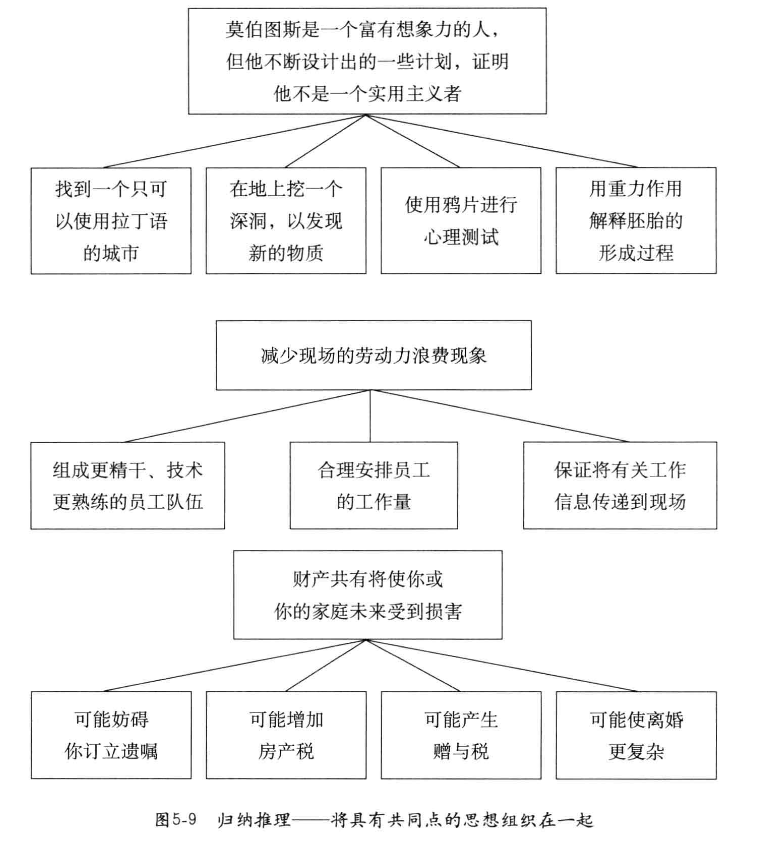 莫伯图斯是一个富有想象力的人，
但他不断设计出的一些计划，证明
他不是一个实用主义者
找到一个只可
以使用拉丁语
的城市
在地上挖一个
深洞，以发现
新的物质
使用鸦片进行
心理测试
用重力作用
解释胚胎的
形成过程
减少现场的劳动力浪费现象
组成更精干、技术
更熟练的员工队伍
合理安排员工
的工作量
保证将有关工作
信息传递到现场
财产共有将使你或
你的家庭未来受到损害
可能妨碍
你订立遗嘱
可能增加
房产税
可能产生
赠与税
可能使离婚
更复杂
图5-9 归纳推理——将具有共同点的思想组织在一起